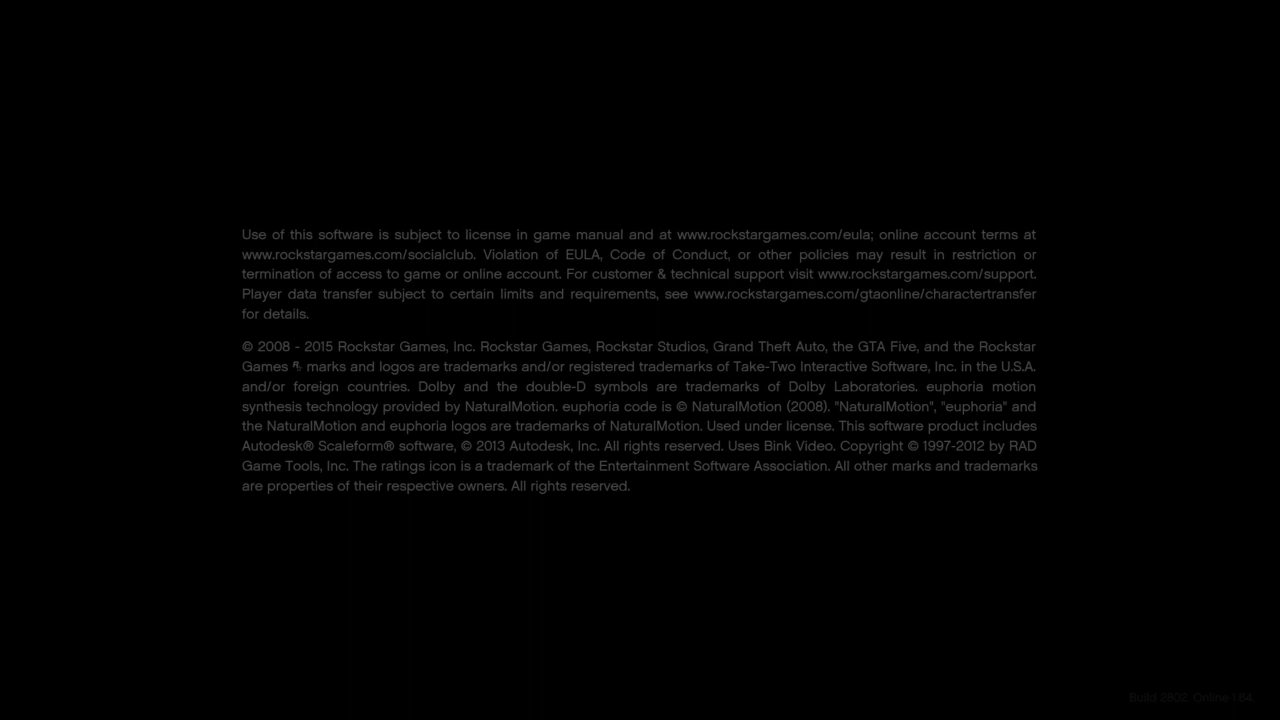 Use of this software is subject to license in game manual and at www.rockstargames.com/eula; online account terms at
www.rockstargames.com/socialclub. Violation of EULA, Code of Conduct, or other policies may result in restriction or
termination of access to game or online account. For customer & technical support visit www.rockstargames.com/support.
Player data transfer subject to certain limits and requirements, see www.rockstargames.com/gtaonline/charactertransfer
for details.
© 2008 - 2015 Rockstar Games, Inc. Rockstar Games, Rockstar Studios, Grand Theft Auto, the GTA Five, and the Rockstar
Games R* marks and logos are trademarks and/or registered trademarks of Take-Two Interactive Software, Inc. in the U.S.A.
and/or foreign countries. Dolby and the double-D symbols are trademarks of Dolby Laboratories. euphoria motion
synthesis technology provided by NaturalMotion. euphoria code is © NaturalMotion (2008). "NaturalMotion", "euphoria" and
the NaturalMotion and euphoria logos are trademarks of NaturalMotion. Used under license. This software product includes
Autodesk® Scaleform® software, © 2013 Autodesk, Inc. All rights reserved. Uses Bink Video. Copyright © 1997-2012 by RAD
Game Tools, Inc. The ratings icon is a trademark of the Entertainment Software Association. All other marks and trademarks
are properties of their respective owners. All rights reserved.
Build 2802, Online 1.64